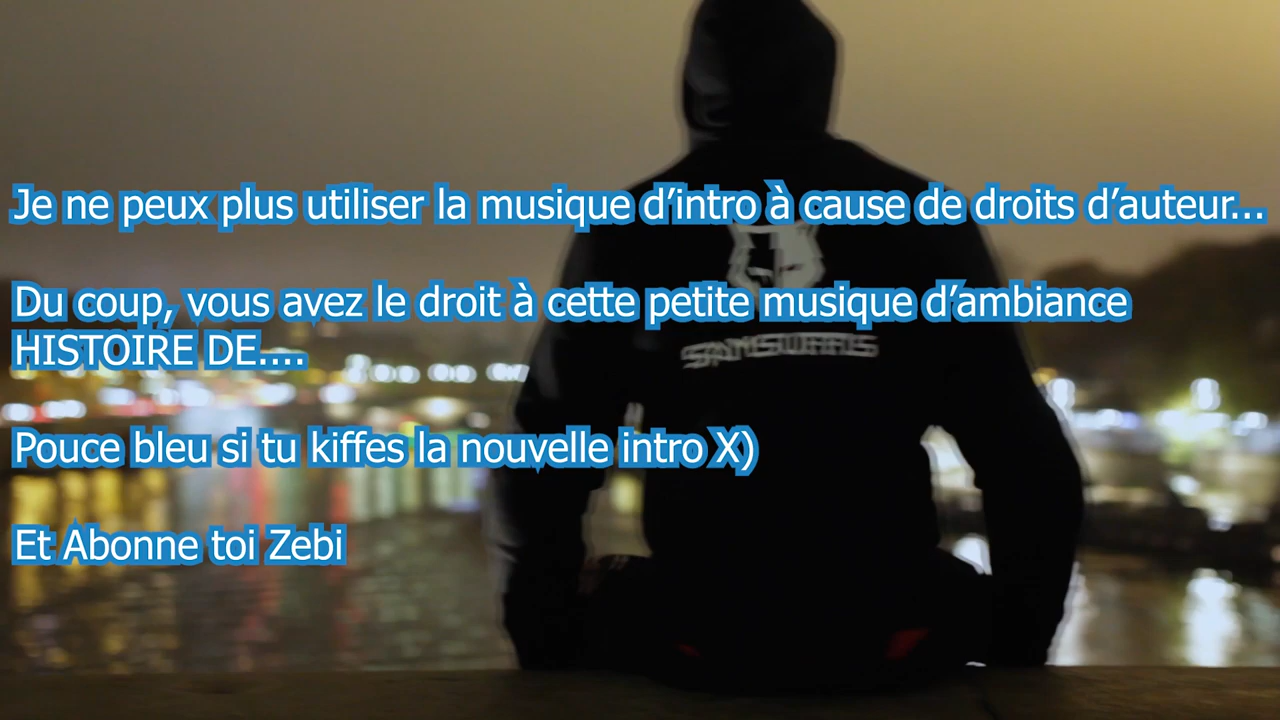 Je ne peux plus utiliser la musique d’intro à cause de droits d’auteur...
Du coup, vous avez le droit à cette petite musique d’ambiance
HISTOIRE DE....
SAMSUFFIS
Pouce bleu si tu kiffes la nouvelle intro X)
Et Abonne toi Zebi